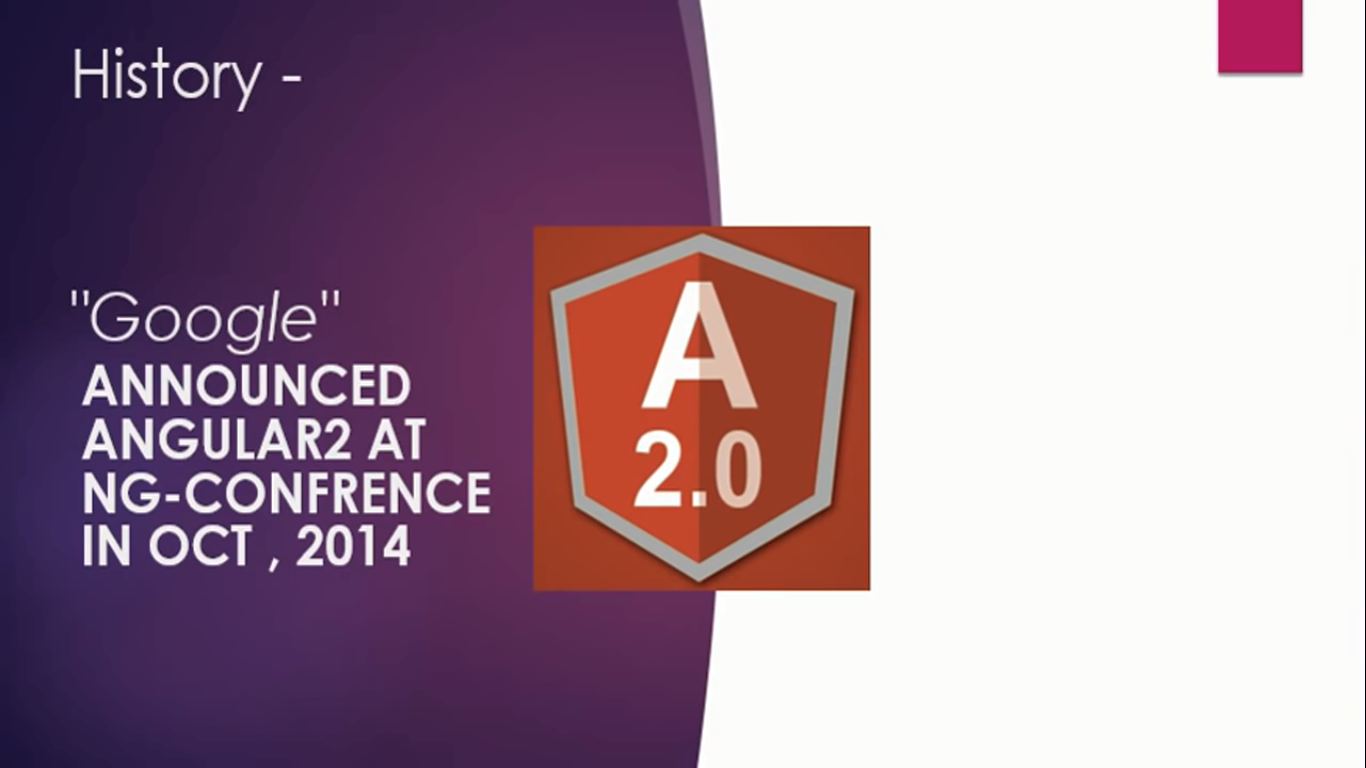 History -
"Google"
ANNOUNCED
ANGULAR2 AT
NG-CONFRENCE
IN OCT , 2014
A
2.0